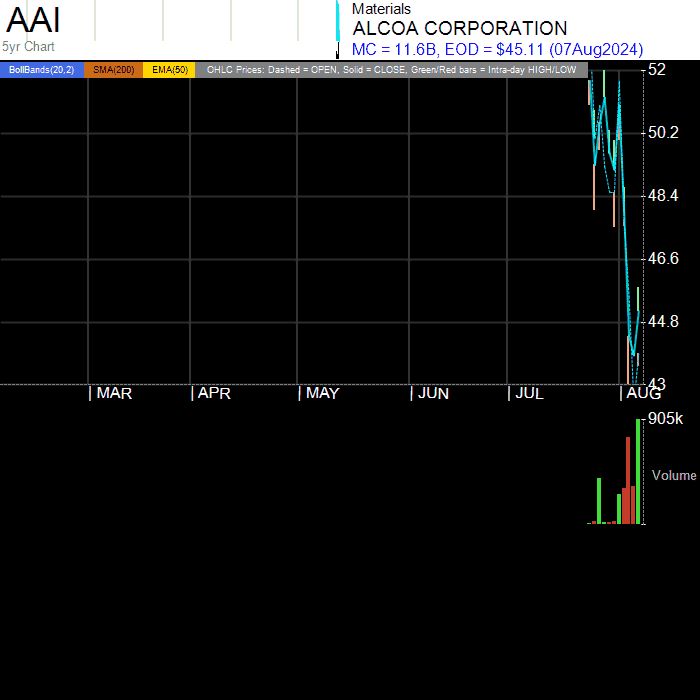 AAI
5yr Chart
Materials
ALCOA CORPORATION
MC = 11.6B, EOD = $45.11 (07Aug2024)
BollBands(20,2) SMA(200) EMA(50) OHLC Prices: Dashed = OPEN, Solid = CLOSE, Green/Red bars = Intra-day HIGH/LOW
52
50.2
48.4
46.6
44.8
43
MAR APR MAY JUN JUL AUG
905k
Volume